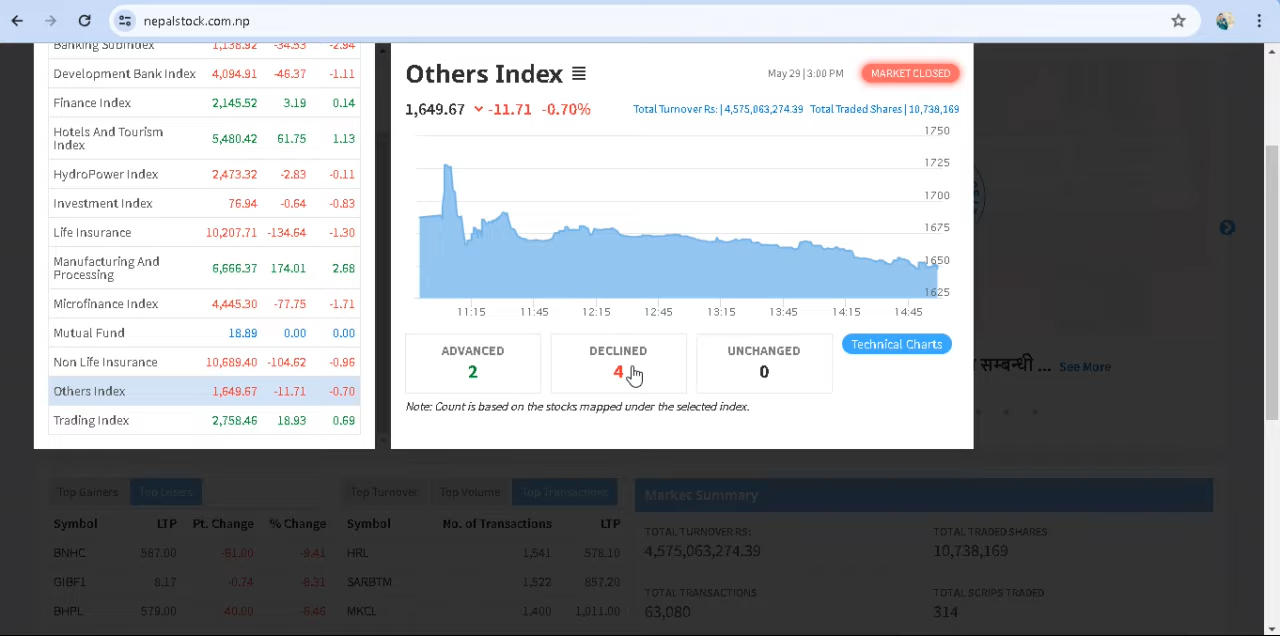 nepalstock.com.np
Banking SubIndex 1,138.92 -34.53 -2.94
Development Bank Index 4,094.91 -46.37 -1.11
Finance Index 2,145.52 3.19 0.14
Hotels And Tourism
Index 5,480.42 61.75 1.13
HydroPower Index 2,473.32 -2.83 -0.11
Investment Index 76.94 -0.64 -0.83
Life Insurance 10,207.71 -134.64 -1.30
Manufacturing And
Processing 6,666.37 174.01 2.68
Microfinance Index 4,445.30 -77.75 -1.71
Mutual Fund 18.89 0.00 0.00
Non Life Insurance 10,689.40 -104.62 -0.96
Others Index 1,649.67 -11.71 -0.70
Trading Index 2,758.46 18.93 0.69
Others Index
May 29 | 3:00 PM MARKET CLOSED
1,649.67 -11.71 -0.70%
Total Turnover Rs: | 4,575,063,274.39 Total Traded Shares | 10,738,169
1750
1725
1700
1675
1650
1625
11:15 11:45 12:15 12:45 13:15 13:45 14:15 14:45
ADVANCED DECLINED UNCHANGED Technical Charts
2 4 0
Note: Count is based on the stocks mapped under the selected index.
सम्बन्धी ... See More
Top Gainers Top Losers Top Turnover Top Volume Top Transactions Market Summary
Symbol LTP Pt. Change % Change Symbol No. of Transactions LTP
TOTAL TURNOVER RS: TOTAL TRADED SHARES
4,575,063,274.39 10,738,169
BNHC 587.00 -61.00 -9.41 HRL 1,541 578.10
GIBF1 8.17 -0.74 -8.31 SARBTM 1,522 857.20
TOTAL TRANSACTIONS TOTAL SCRIPS TRADED
63,080 314
BHPL 579.00 -40.00 -6.46 MKCL 1,400 1,011.00